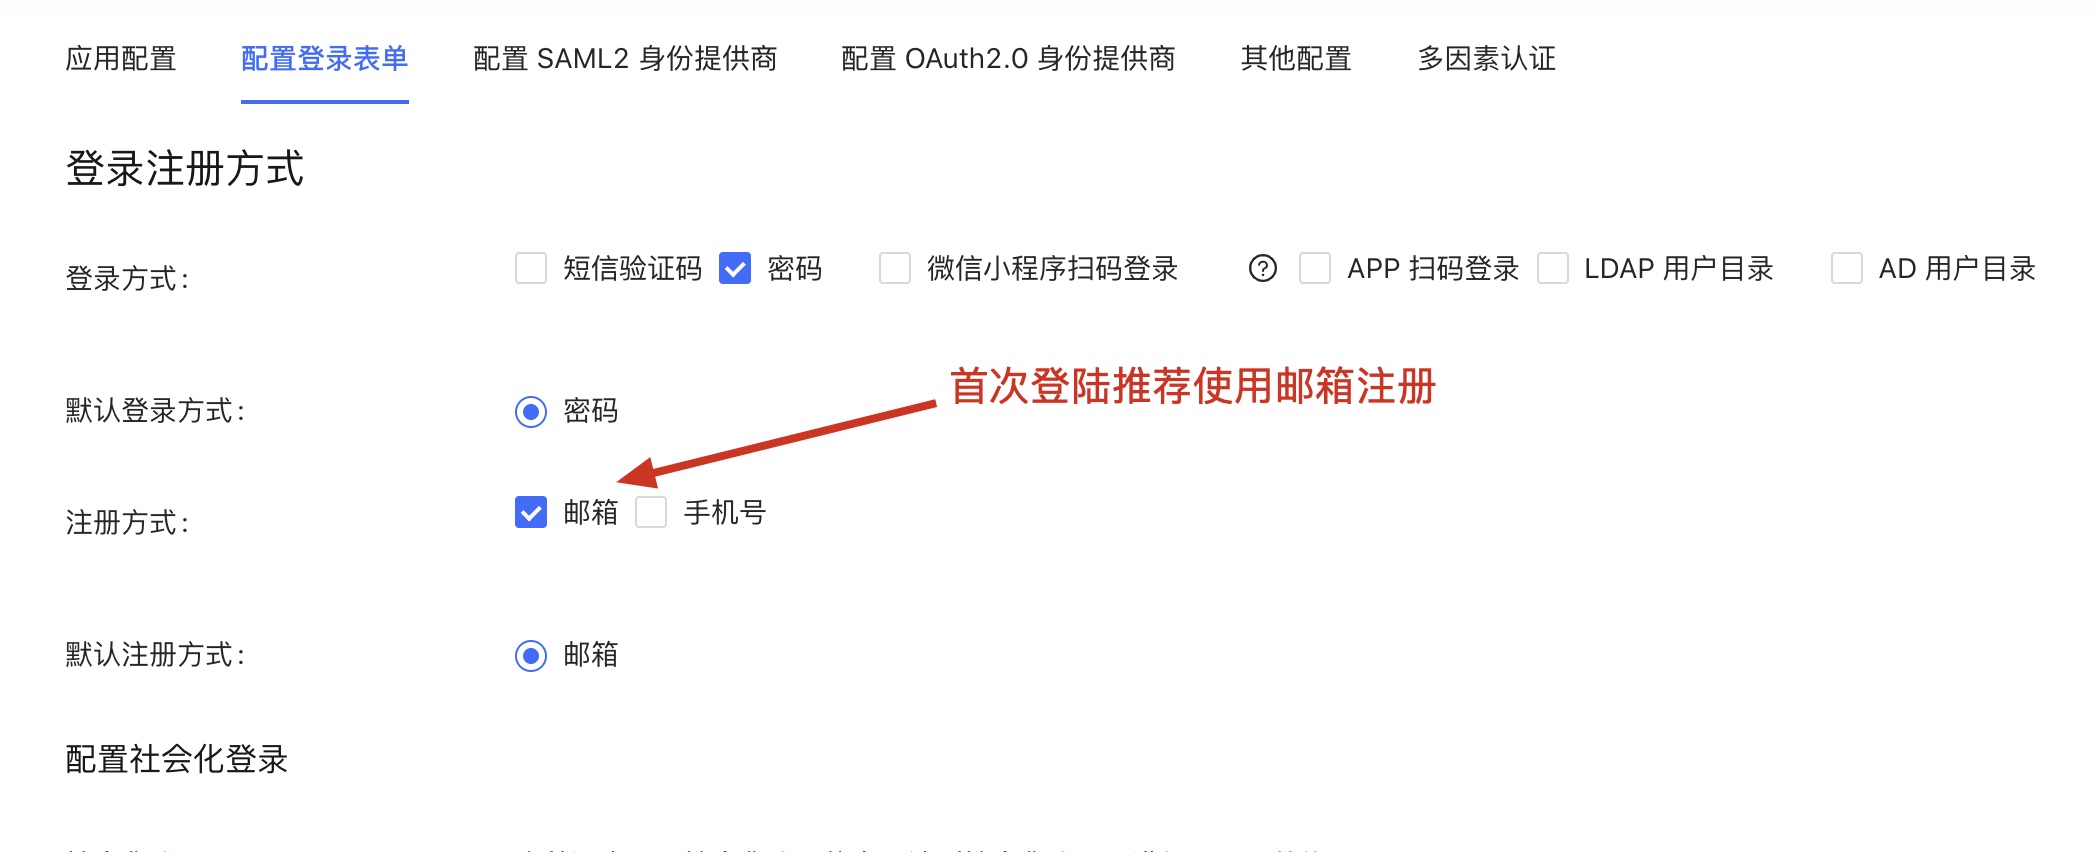 应用配置 配置登录表单 配置 SAML2 身份提供商 配置 OAuth2.0 身份提供商 其他配置 多因素认证
登录注册方式
登录方式: 短信验证码 密码 微信小程序扫码登录 ? APP 扫码登录 LDAP 用户目录 AD 用户目录
首次登陆推荐使用邮箱注册
默认登录方式: 密码
注册方式: 邮箱 手机号
默认注册方式: 邮箱
配置社会化登录